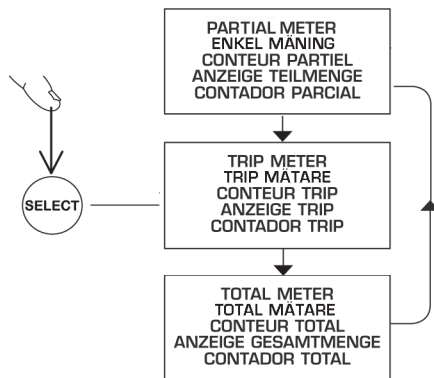 PARTIAL METER
ENKEL MÄNING
CONTEUR PARTIEL
ANZEIGE TEILMENGE
CONTADOR PARCIAL
SELECT
TRIP METER
TRIP MÄTARE
CONTEUR TRIP
ANZEIGE TRIP
CONTADOR TRIP
TOTAL METER
TOTAL MÄTARE
CONTEUR TOTAL
ANZEIGE GESAMTMENGE
CONTADOR TOTAL